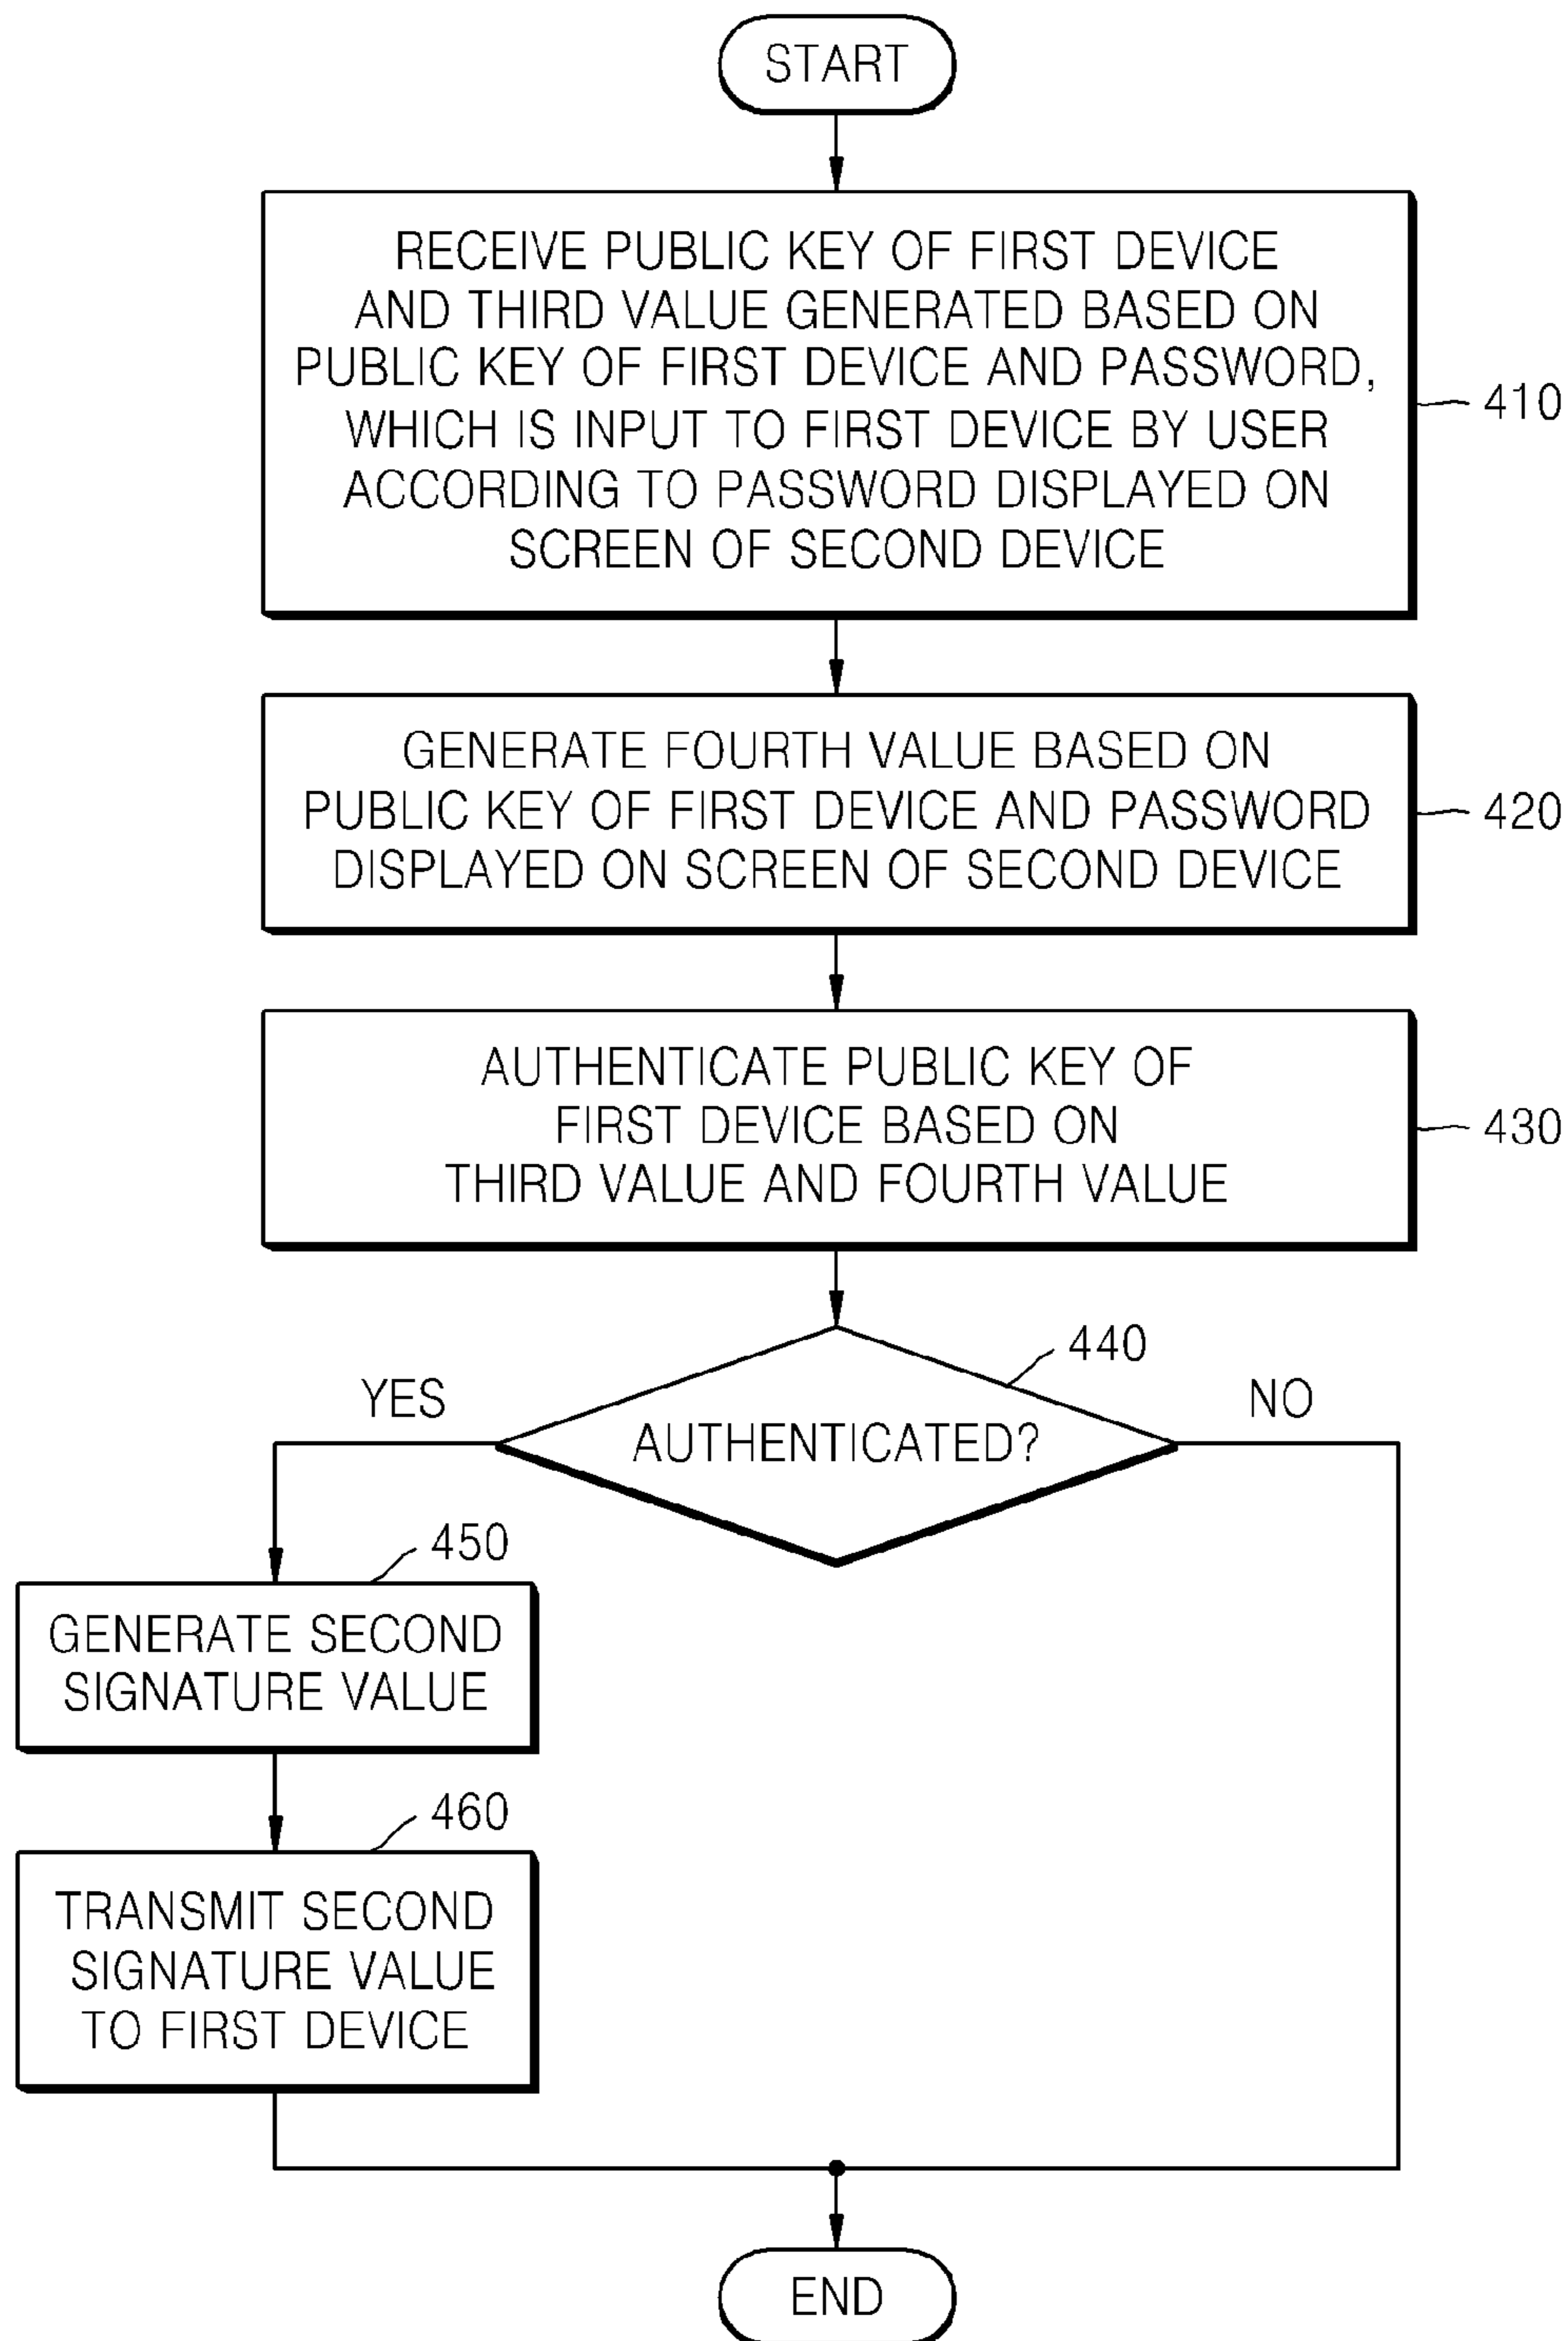 START
RECEIVE PUBLIC KEY OF FIRST DEVICE
AND THIRD VALUE GENERATED BASED ON
PUBLIC KEY OF FIRST DEVICE AND PASSWORD,
WHICH IS INPUT TO FIRST DEVICE BY USER
ACCORDING TO PASSWORD DISPLAYED ON
SCREEN OF SECOND DEVICE
410
GENERATE FOURTH VALUE BASED ON
PUBLIC KEY OF FIRST DEVICE AND PASSWORD
DISPLAYED ON SCREEN OF SECOND DEVICE
420
AUTHENTICATE PUBLIC KEY OF
FIRST DEVICE BASED ON
THIRD VALUE AND FOURTH VALUE
430
440
YES
NO
AUTHENTICATED?
450
GENERATE SECOND
SIGNATURE VALUE
460
TRANSMIT SECOND
SIGNATURE VALUE
TO FIRST DEVICE
END